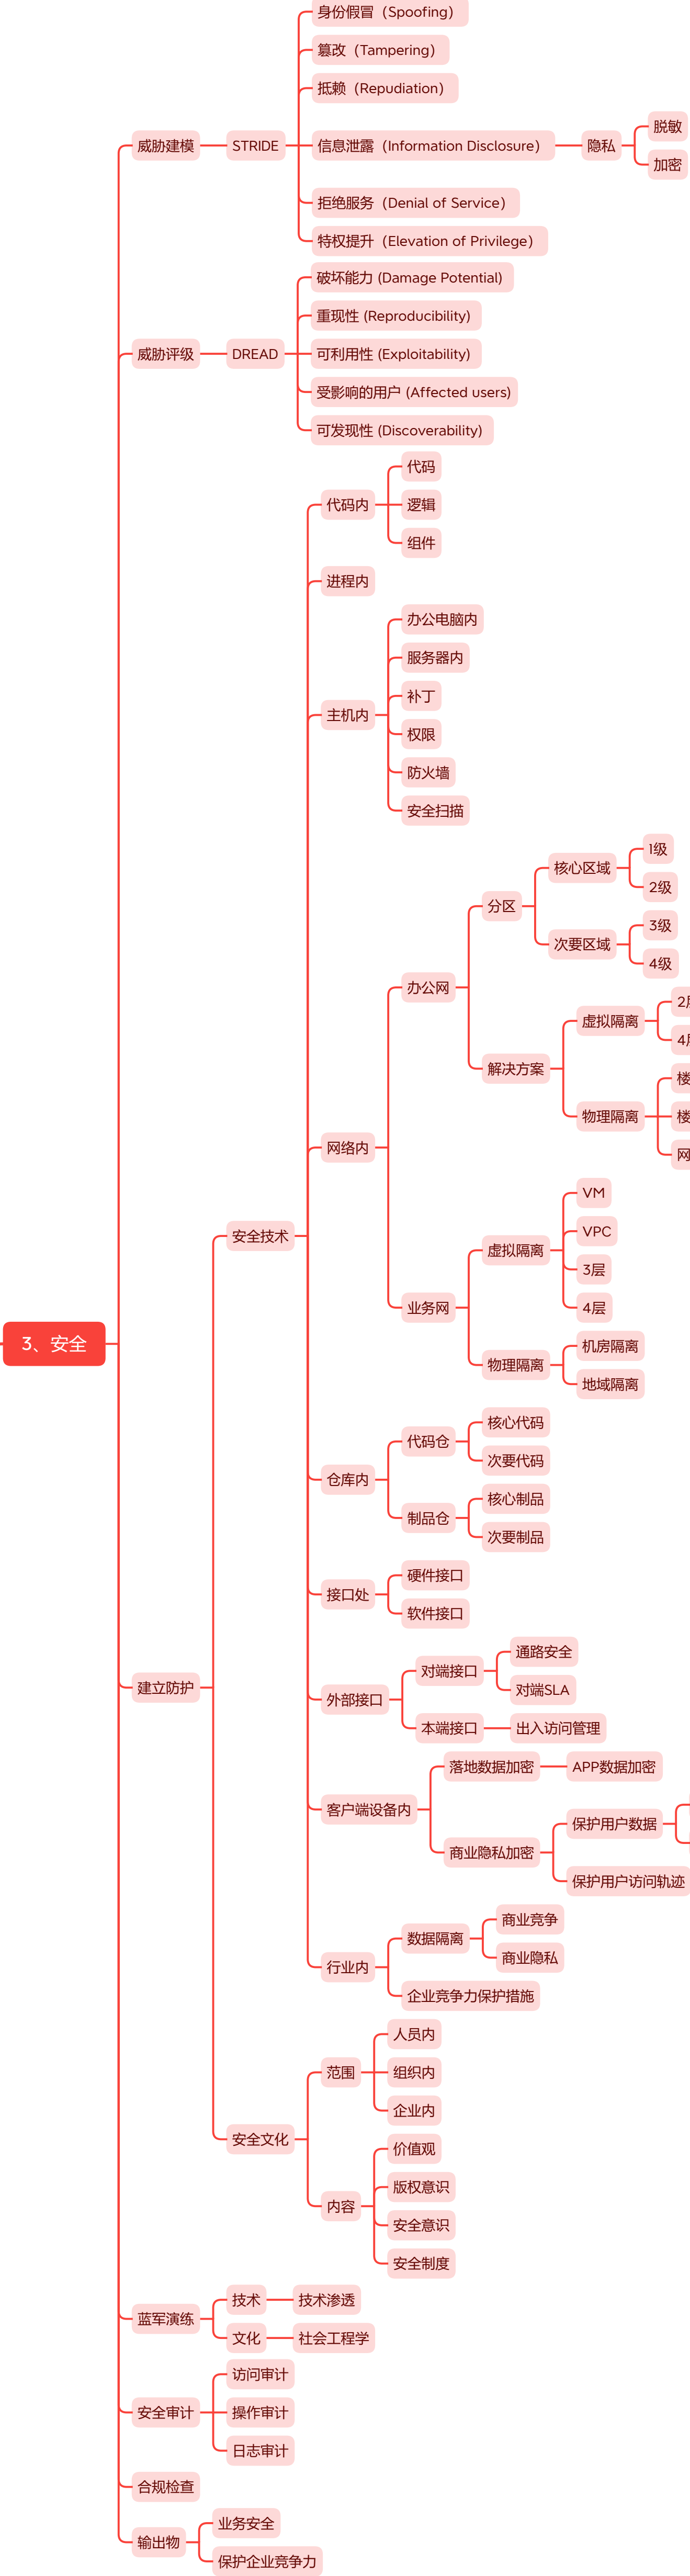 3、安全
威胁建模
STRIDE
身份假冒（Spoofing）
篡改（Tampering）
抵赖（Repudiation）
信息泄露（Information Disclosure）
隐私
脱敏
加密
拒绝服务（Denial of Service）
特权提升（Elevation of Privilege）
威胁评级
DREAD
破坏能力 (Damage Potential)
重现性 (Reproducibility)
可利用性 (Exploitability)
受影响的用户 (Affected users)
可发现性 (Discoverability)
建立防护
安全技术
代码内
代码
逻辑
组件
进程内
主机内
办公电脑内
服务器内
补丁
权限
防火墙
安全扫描
网络内
办公网
分区
核心区域
1级
2级
次要区域
3级
4级
解决方案
虚拟隔离
2
4
物理隔离
楼
楼
网
业务网
虚拟隔离
VM
VPC
3层
4层
物理隔离
机房隔离
地域隔离
仓库内
代码仓
核心代码
次要代码
制品仓
核心制品
次要制品
接口处
硬件接口
软件接口
外部接口
对端接口
通路安全
对端SLA
本端接口
出入访问管理
客户端设备内
落地数据加密
APP数据加密
商业隐私加密
保护用户数据
保护用户访问轨迹
行业内
数据隔离
商业竞争
商业隐私
企业竞争力保护措施
安全文化
范围
人员内
组织内
企业内
内容
价值观
版权意识
安全意识
安全制度
蓝军演练
技术
技术渗透
文化
社会工程学
安全审计
访问审计
操作审计
日志审计
合规检查
输出物
业务安全
保护企业竞争力